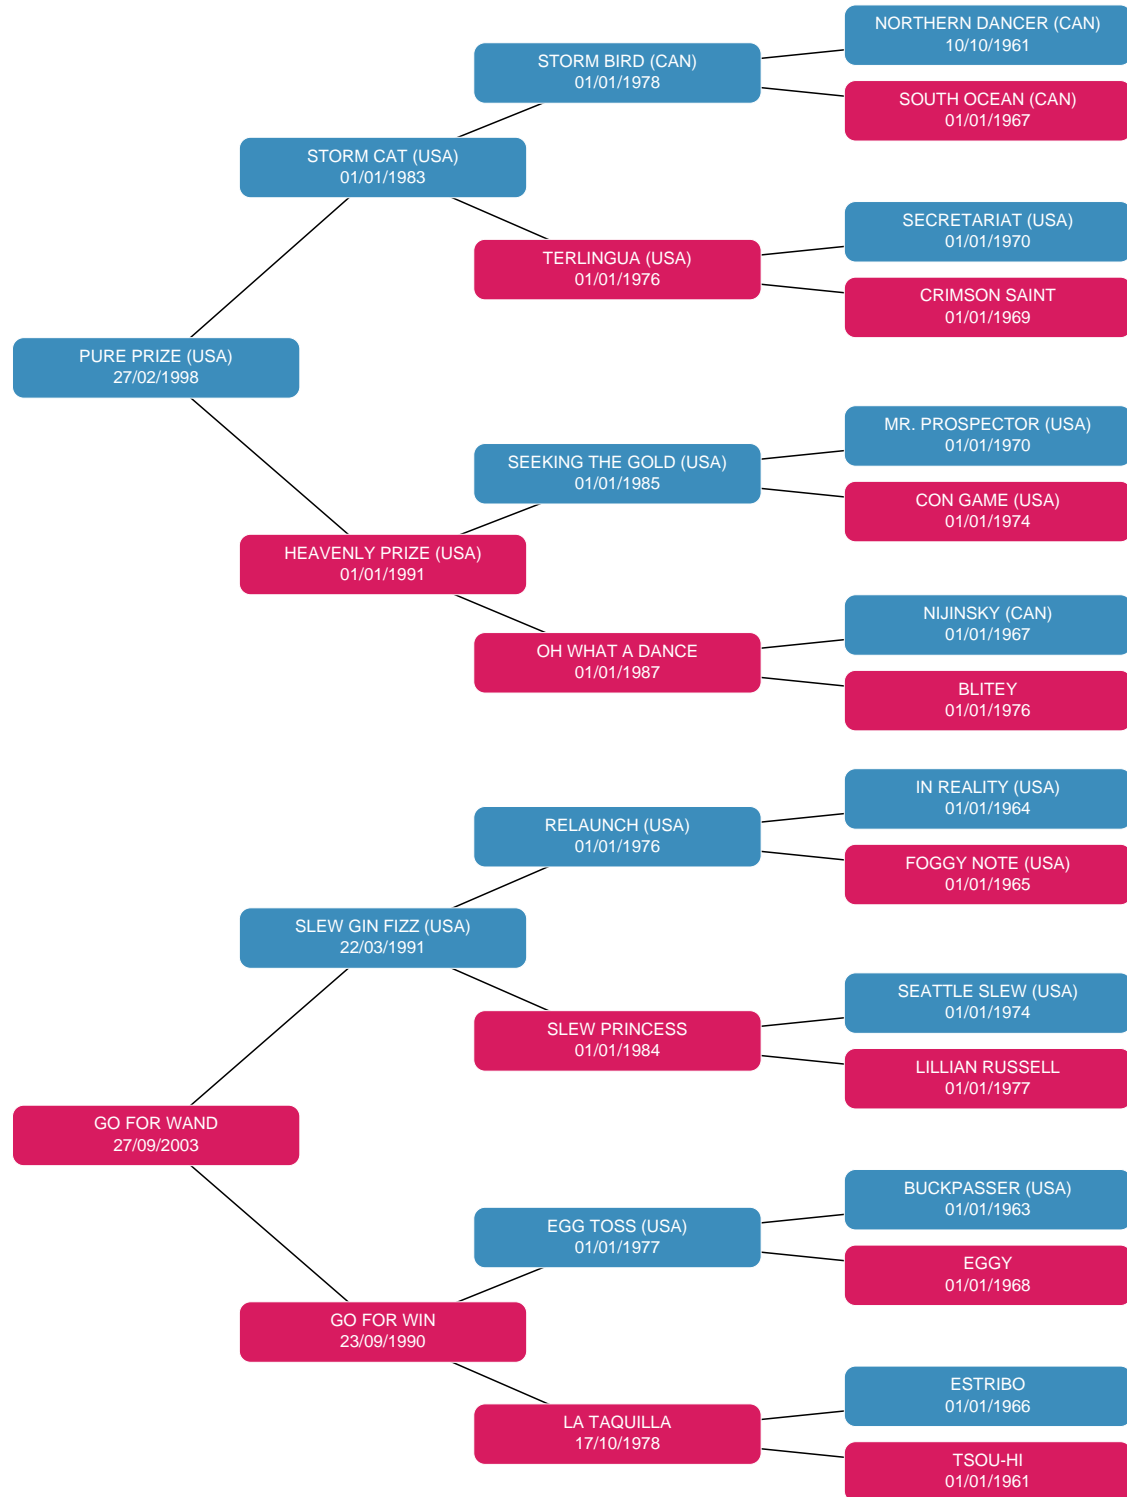 NORTHERN DANCER (CAN)
10/10/1961
STORM BIRD (CAN)
01/01/1978
SOUTH OCEAN (CAN)
01/01/1967
STORM CAT (USA)
01/01/1983
SECRETARIAT (USA)
01/01/1970
TERLINGUA (USA)
01/01/1976
CRIMSON SAINT
01/01/1969
PURE PRIZE (USA)
27/02/1998
MR. PROSPECTOR (USA)
01/01/1970
SEEKING THE GOLD (USA)
01/01/1985
CON GAME (USA)
01/01/1974
HEAVENLY PRIZE (USA)
01/01/1991
NIJINSKY (CAN)
01/01/1967
OH WHAT A DANCE
01/01/1987
BLITEY
01/01/1976
IN REALITY (USA)
01/01/1964
RELAUNCH (USA)
01/01/1976
FOGGY NOTE (USA)
01/01/1965
SLEW GIN FIZZ (USA)
22/03/1991
SEATTLE SLEW (USA)
01/01/1974
SLEW PRINCESS
01/01/1984
LILLIAN RUSSELL
01/01/1977
GO FOR WAND
27/09/2003
BUCKPASSER (USA)
01/01/1963
EGG TOSS (USA)
01/01/1977
EGGY
01/01/1968
GO FOR WIN
23/09/1990
ESTRIBO
01/01/1966
LA TAQUILLA
17/10/1978
TSOU-HI
01/01/1961